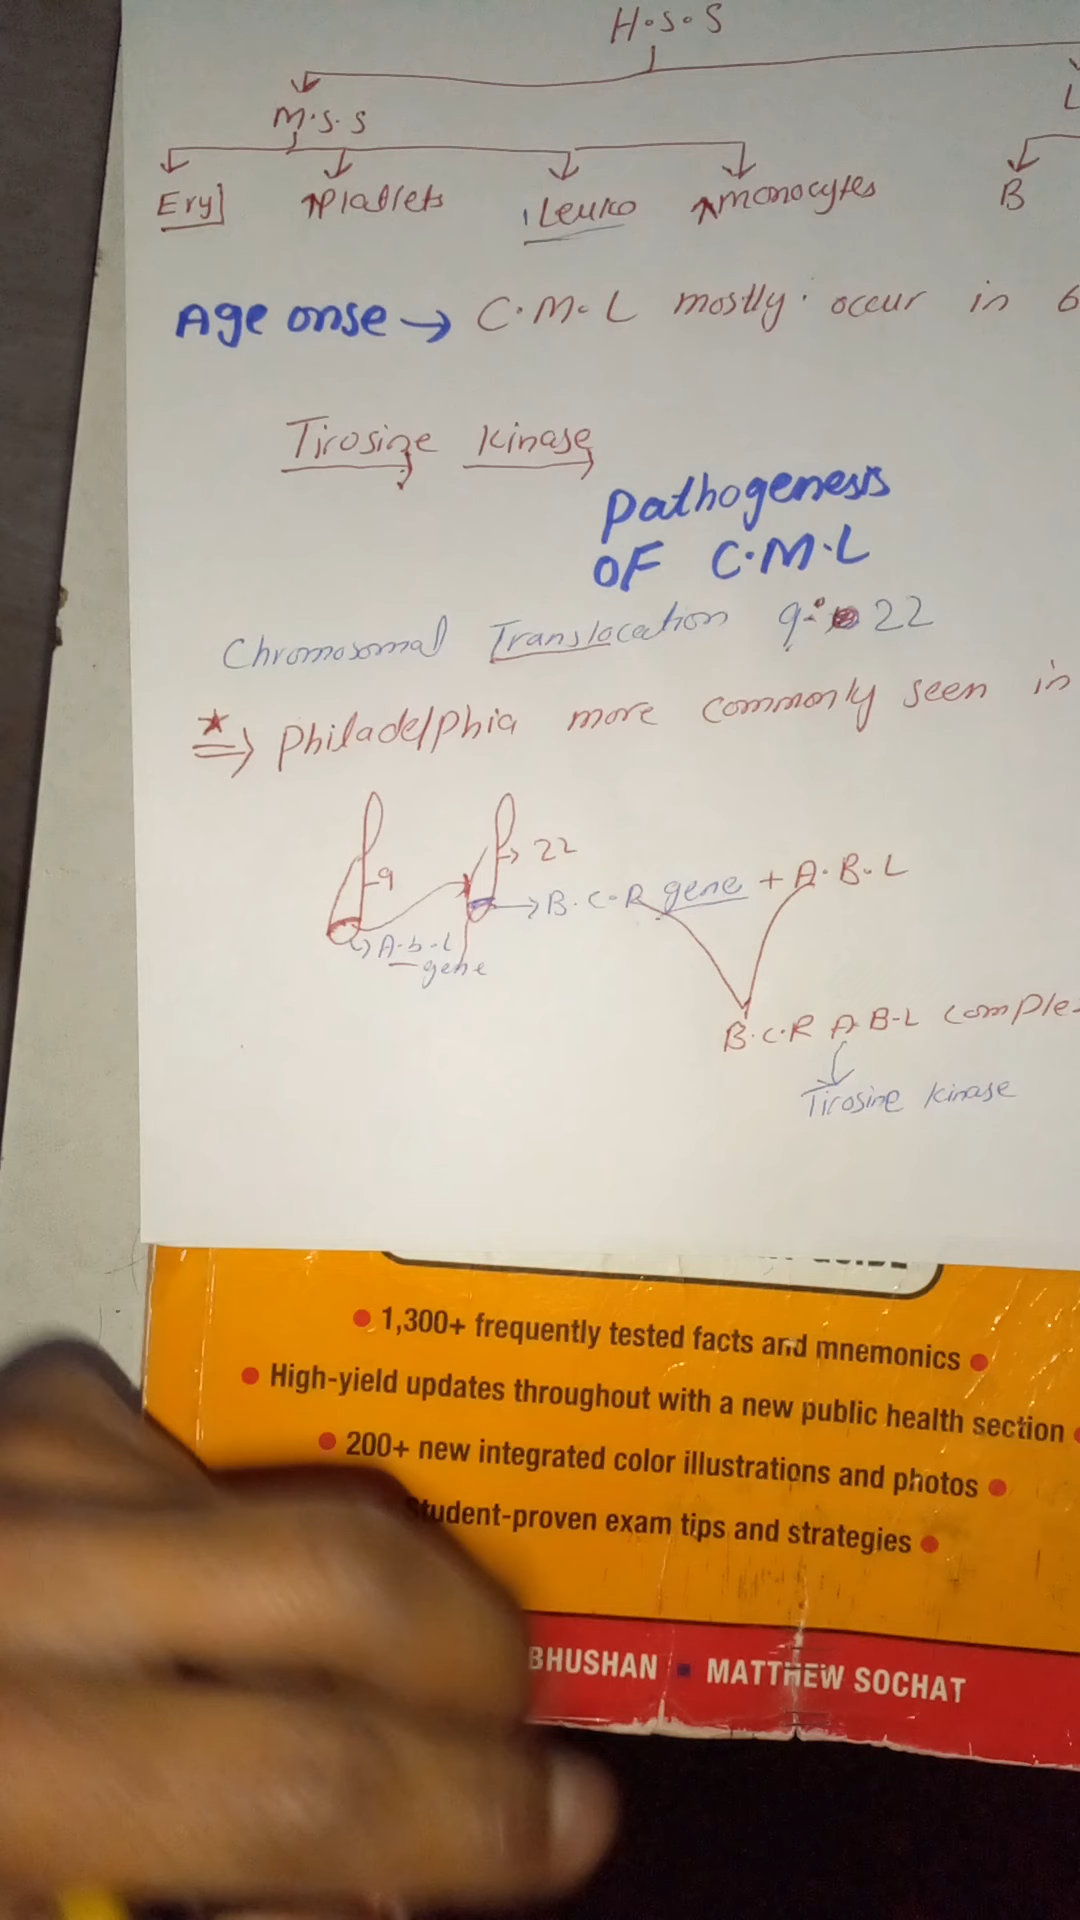 H.S.S
M.S.S
L
Ery]
↑Platlets
Leuko
↑monocytes
B
Age onse → C.M.L mostly occur in 6
Tirosine kinase
Pathogenesis
OF C.M.L
Chromosomal Translocation 9: 22
* ⇒ Philadelphia more commonly seen in
9
→ 22
→ B.C.R gene + A.B.L
→ A.b.L
gene
B.C.R A.B-L comple
Tirosine kinase
• 1,300+ frequently tested facts and mnemonics •
• High-yield updates throughout with a new public health section
• 200+ new integrated color illustrations and photos •
Student-proven exam tips and strategies •
BHUSHAN ▪ MATTHEW SOCHAT